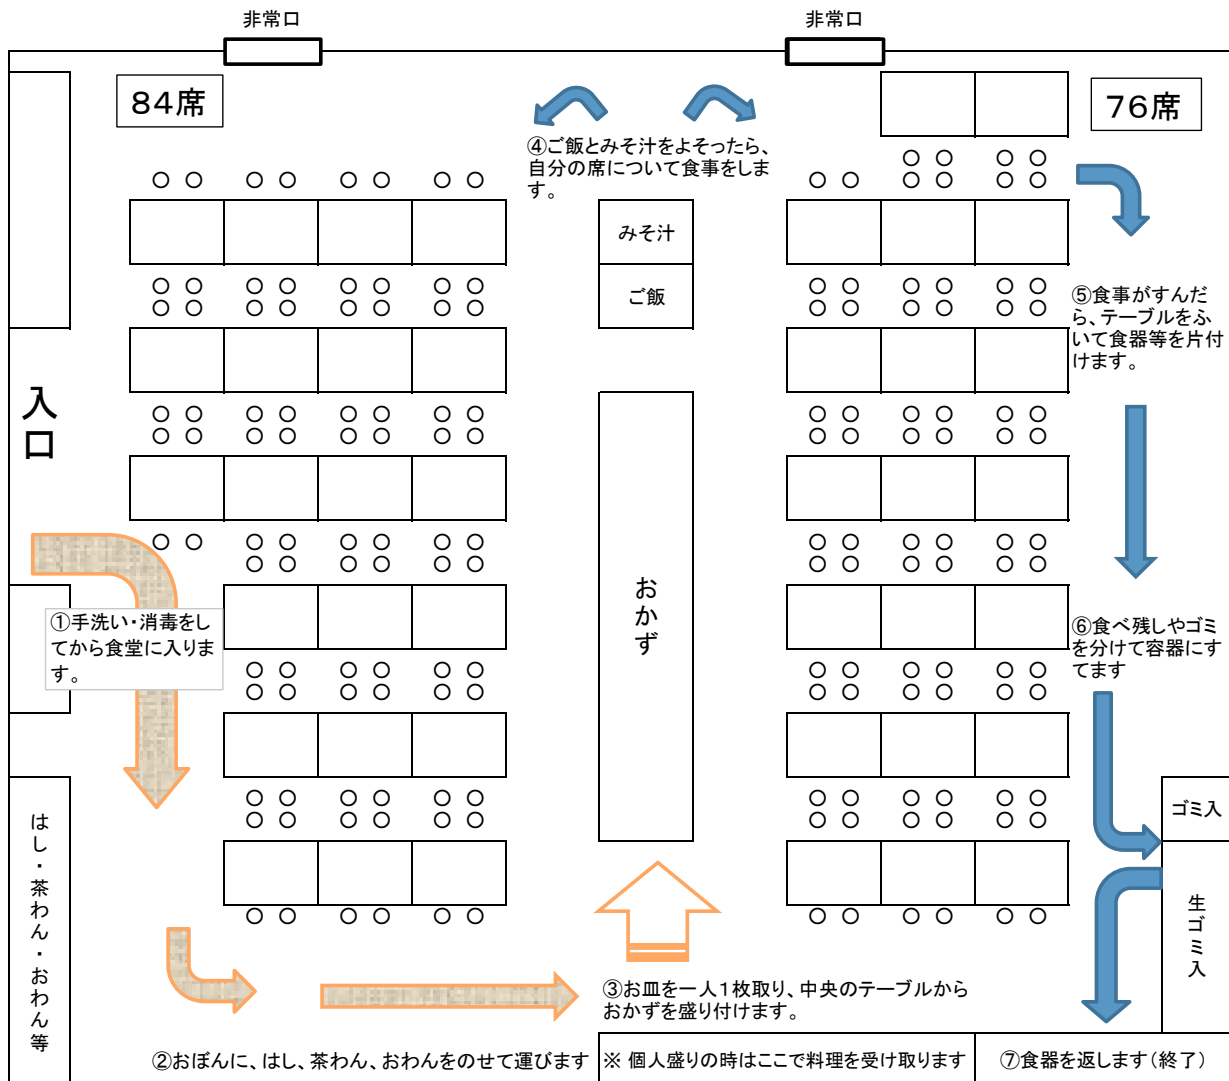 非常口
非常口
84席
76席
④ご飯とみそ汁をよそったら、
自分の席について食事をしま
す。
みそ汁
ご飯
⑤食事がすんだ
ら、テーブルをふ
いて食器等を片付
けます。
入口
おかず
①手洗い・消毒をし
てから食堂に入りま
す。
⑥食べ残しやゴミ
を分けて容器にす
てます
ゴミ入
はし・茶わん・おわん等
生ゴミ入
③お皿を一人1枚取り、中央のテーブルから
おかずを盛り付けます。
②おぼんに、はし、茶わん、おわんをのせて運びます
※ 個人盛りの時はここで料理を受け取ります
⑦食器を返します(終了)